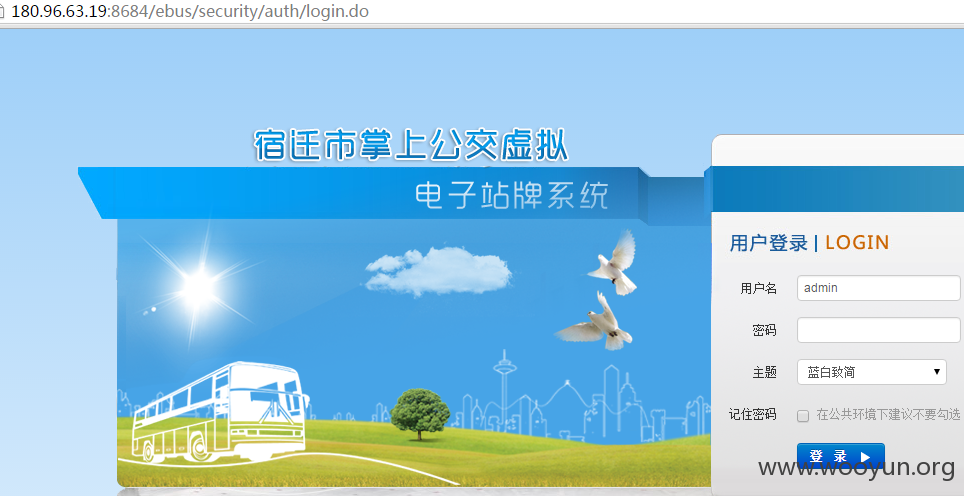 180.96.63.19:8684/ebus/security/auth/login.do
宿迁市掌上公交虚拟
电子站牌系统
用户登录 | LOGIN
用户名 admin
密码
主题 蓝白致简
记住密码 在公共环境下建议不要勾选
登 录
www.wooyun.org